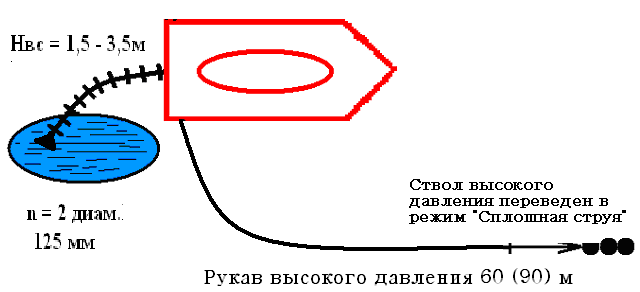 Нвс = 1,5 - 3,5м
n = 2 диам.
125 мм
Ствол высокого
давления переведен в
режим "Сплошная струя"
Рукав высокого давления 60 (90) м